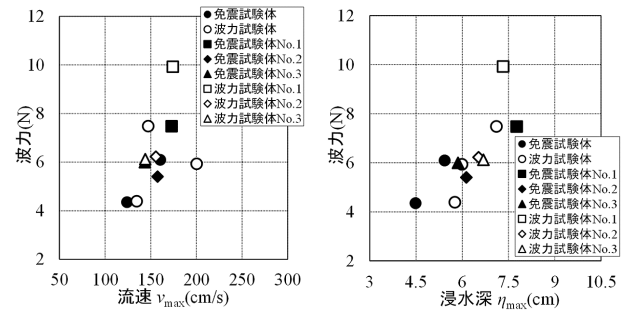 12
10
8
6
4
2
波力(N)
50 100 150 200 250 300
流速 vmax(cm/s)
免震試験体
波力試験体
免震試験体No.1
免震試験体No.2
免震試験体No.3
波力試験体No.1
波力試験体No.2
波力試験体No.3
12
10
8
6
4
2
波力(N)
3 4.5 6 7.5 9 10.5
浸水深 ηmax(cm)
免震試験体
波力試験体
免震試験体No.1
免震試験体No.2
免震試験体No.3
波力試験体No.1
波力試験体No.2
波力試験体No.3